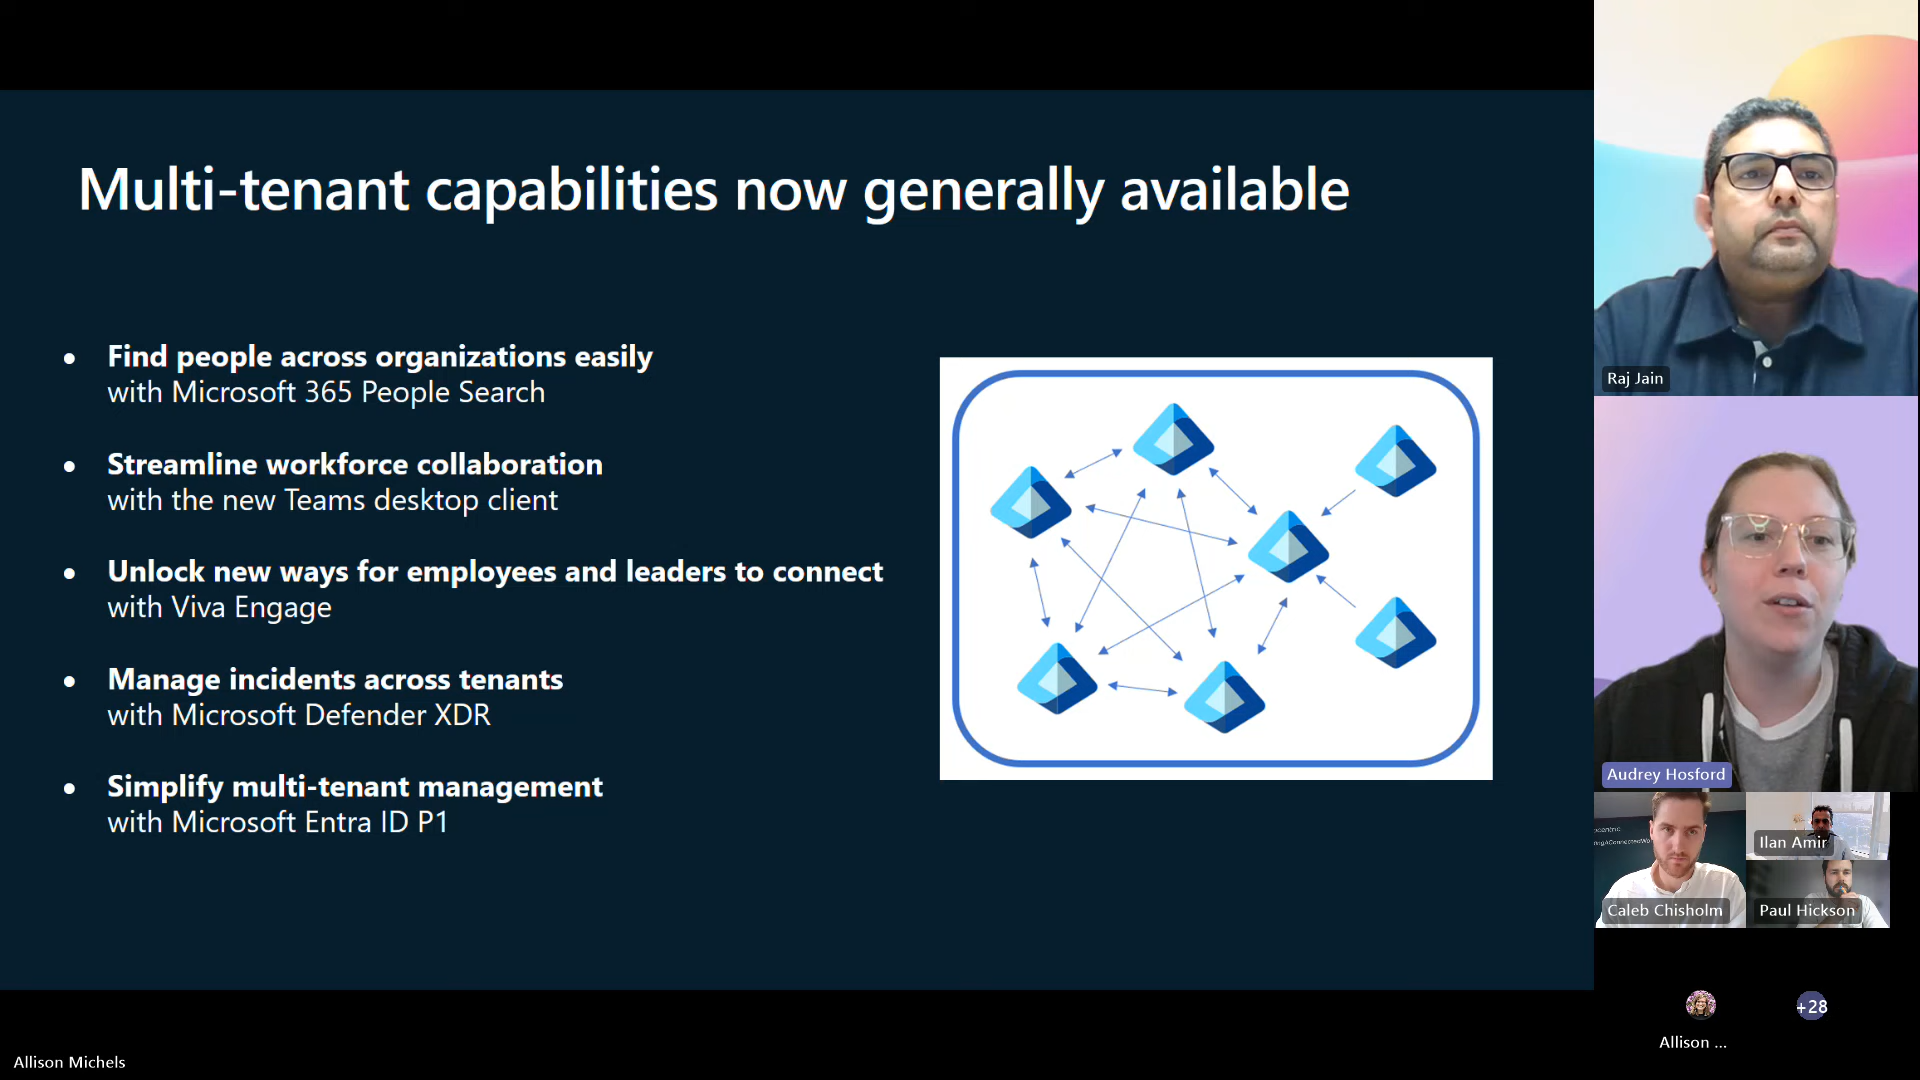 Multi-tenant capabilities now generally available
Find people across organizations easily
with Microsoft 365 People Search
Streamline workforce collaboration
with the new Teams desktop client
Unlock new ways for employees and leaders to connect
with Viva Engage
Manage incidents across tenants
with Microsoft Defender XDR
Simplify multi-tenant management
with Microsoft Entra ID P1
Raj Jain
Audrey Hosford
Caleb Chisholm
Ilan Amir
Paul Hickson
Allison ...
+28
Allison Michels